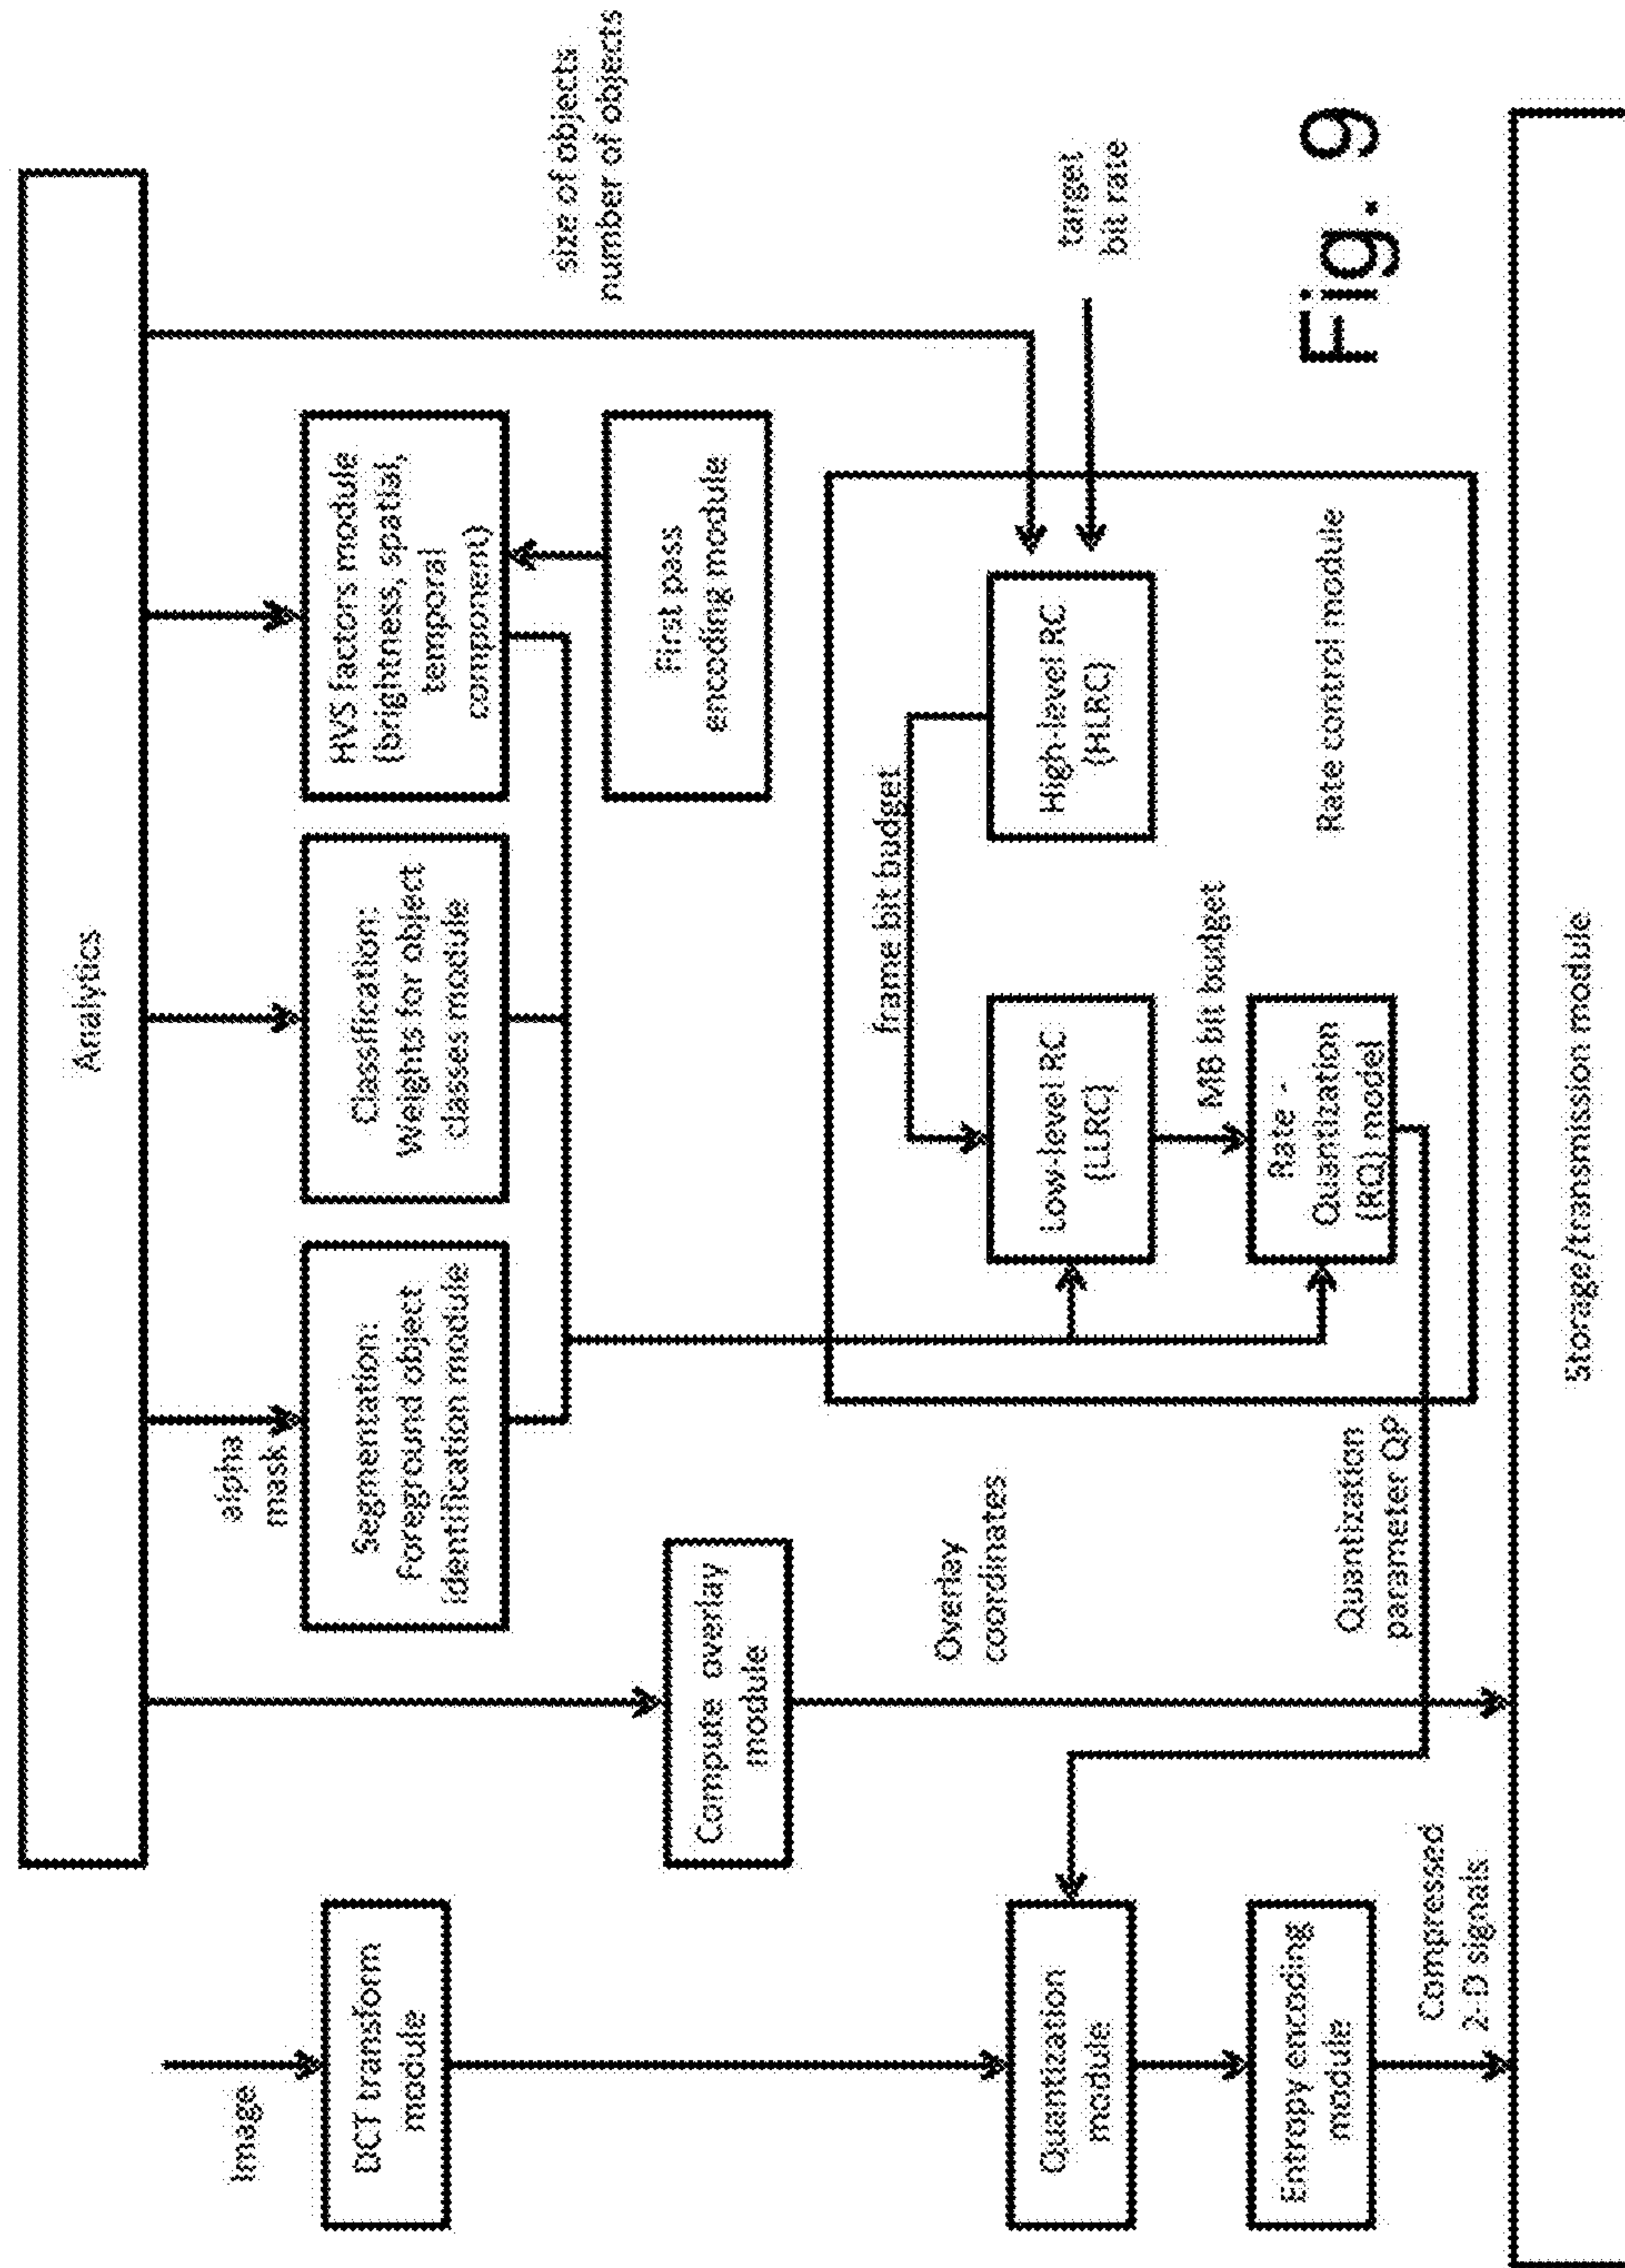 Analytics
Image
DCT transform
module
alpha
mask
Segmentation:
Foreground object
identification module
Classification:
Weights for object
classes module
HVS factors module
(brightness, spatial,
temporal
component)
First pass
encoding module
size of objects
number of objects
Compute overlay
module
Overlay
coordinates
frame bit budget
Low-level RC
(LLRC)
High-level RC
(HLRC)
target
bit rate
MB bit budget
Rate -
Quantization
(RQ) model
Rate control module
Quantization
parameter QP
Quantization
module
Entropy encoding
module
Compressed
2- D signals
Storage/transmission module
Fig. 9